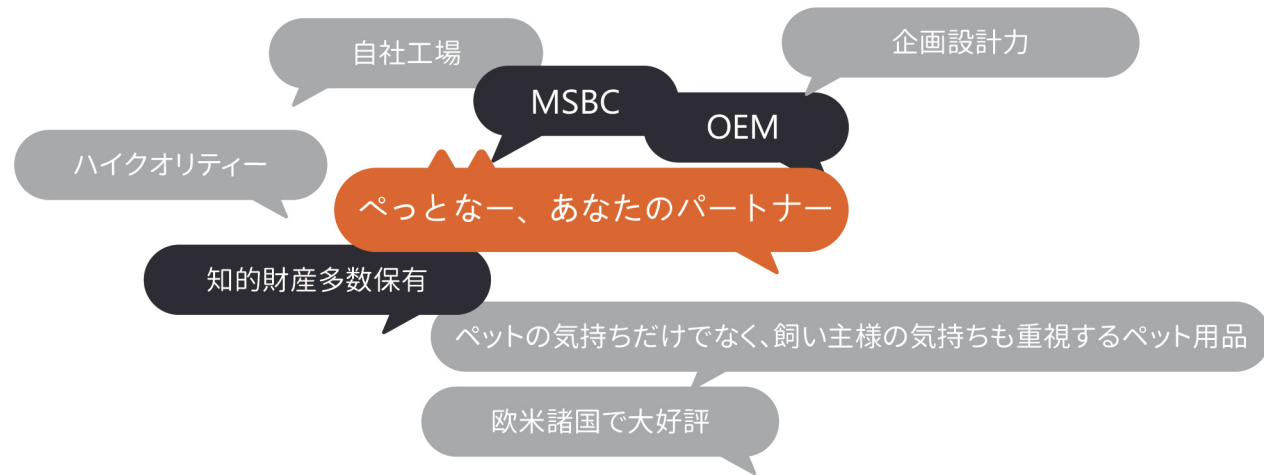 自社工場
企画設計力
MSBC
OEM
ハイクオリティー
ぺっとなー、あなたのパートナー
知的財産多数保有
ペットの気持ちだけでなく、飼い主様の気持ちも重視するペット用品
欧米諸国で大好評